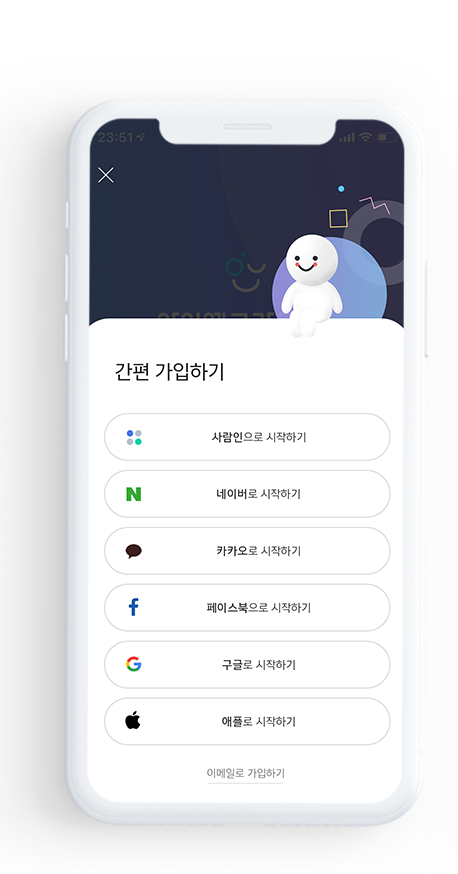 23:51
간편 가입하기
사람인으로 시작하기
네이버로 시작하기
카카오로 시작하기
페이스북으로 시작하기
구글로 시작하기
애플로 시작하기
이메일로 가입하기